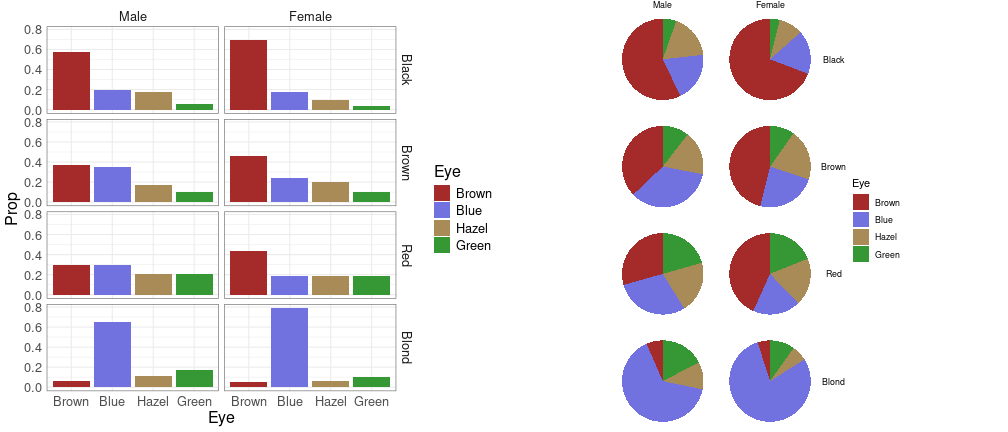 Male Female
0.8
0.6
0.4
0.2
0.0
Black
0.8
0.6
0.4
0.2
0.0
Brown
0.8
0.6
0.4
0.2
0.0
Red
0.8
0.6
0.4
0.2
0.0
Blond
Prop
Brown Blue Hazel Green Brown Blue Hazel Green
Eye
Eye
Brown
Blue
Hazel
Green
Male Female
Black
Brown
Red
Blond
Eye
Brown
Blue
Hazel
Green